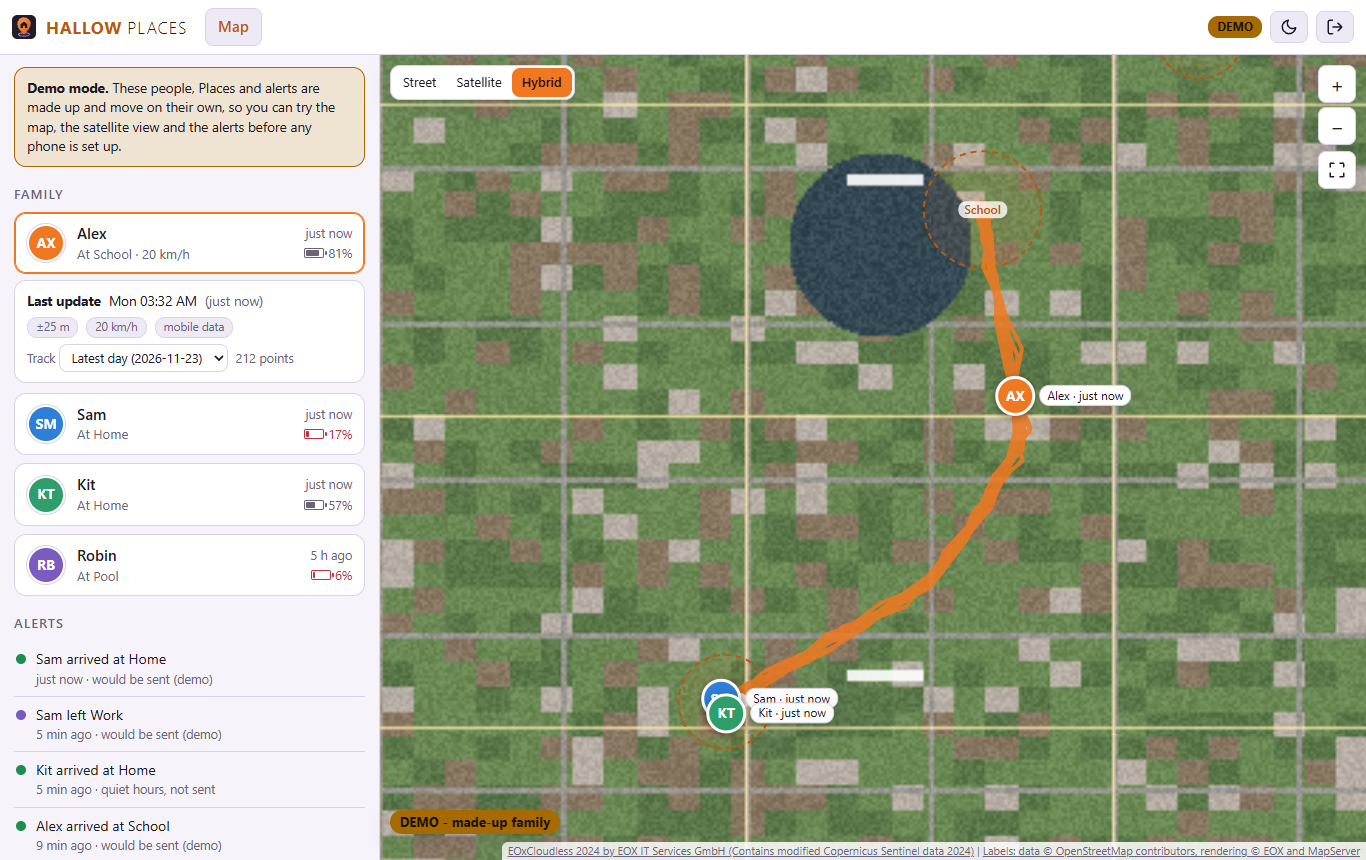 HALLOW PLACES
Map
DEMO
Demo mode. These people, Places and alerts are
made up and move on their own, so you can try the
map, the satellite view and the alerts before any
phone is set up.
FAMILY
AX
Alex
just now
At School · 20 km/h
81%
Last update Mon 03:32 AM (just now)
±25 m
20 km/h
mobile data
Track
Latest day (2026-11-23)
212 points
SM
Sam
just now
At Home
17%
KT
Kit
just now
At Home
57%
RB
Robin
5 h ago
At Pool
6%
ALERTS
Sam arrived at Home
just now · would be sent (demo)
Sam left Work
5 min ago · would be sent (demo)
Kit arrived at Home
5 min ago · quiet hours, not sent
Alex arrived at School
9 min ago · would be sent (demo)
Street
Satellite
Hybrid
+
−
School
AX
Alex · just now
Sam · just now
KT
Kit · just now
DEMO - made-up family
EOxCloudless 2024 by EOX IT Services GmbH (Contains modified Copernicus Sentinel data 2024) | Labels: data © OpenStreetMap contributors, rendering © EOX and MapServer